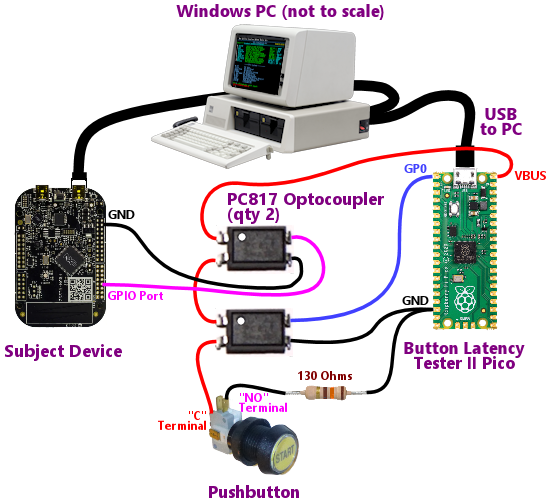 Windows PC (not to scale)
USB
to PC
GP0
VBUS
PC817 Optocoupler
(qty 2)
GND
GPIO Port
GND
Subject Device
Button Latency
Tester II Pico
130 Ohms
"NO"
Terminal
"C"
Terminal
START
Pushbutton